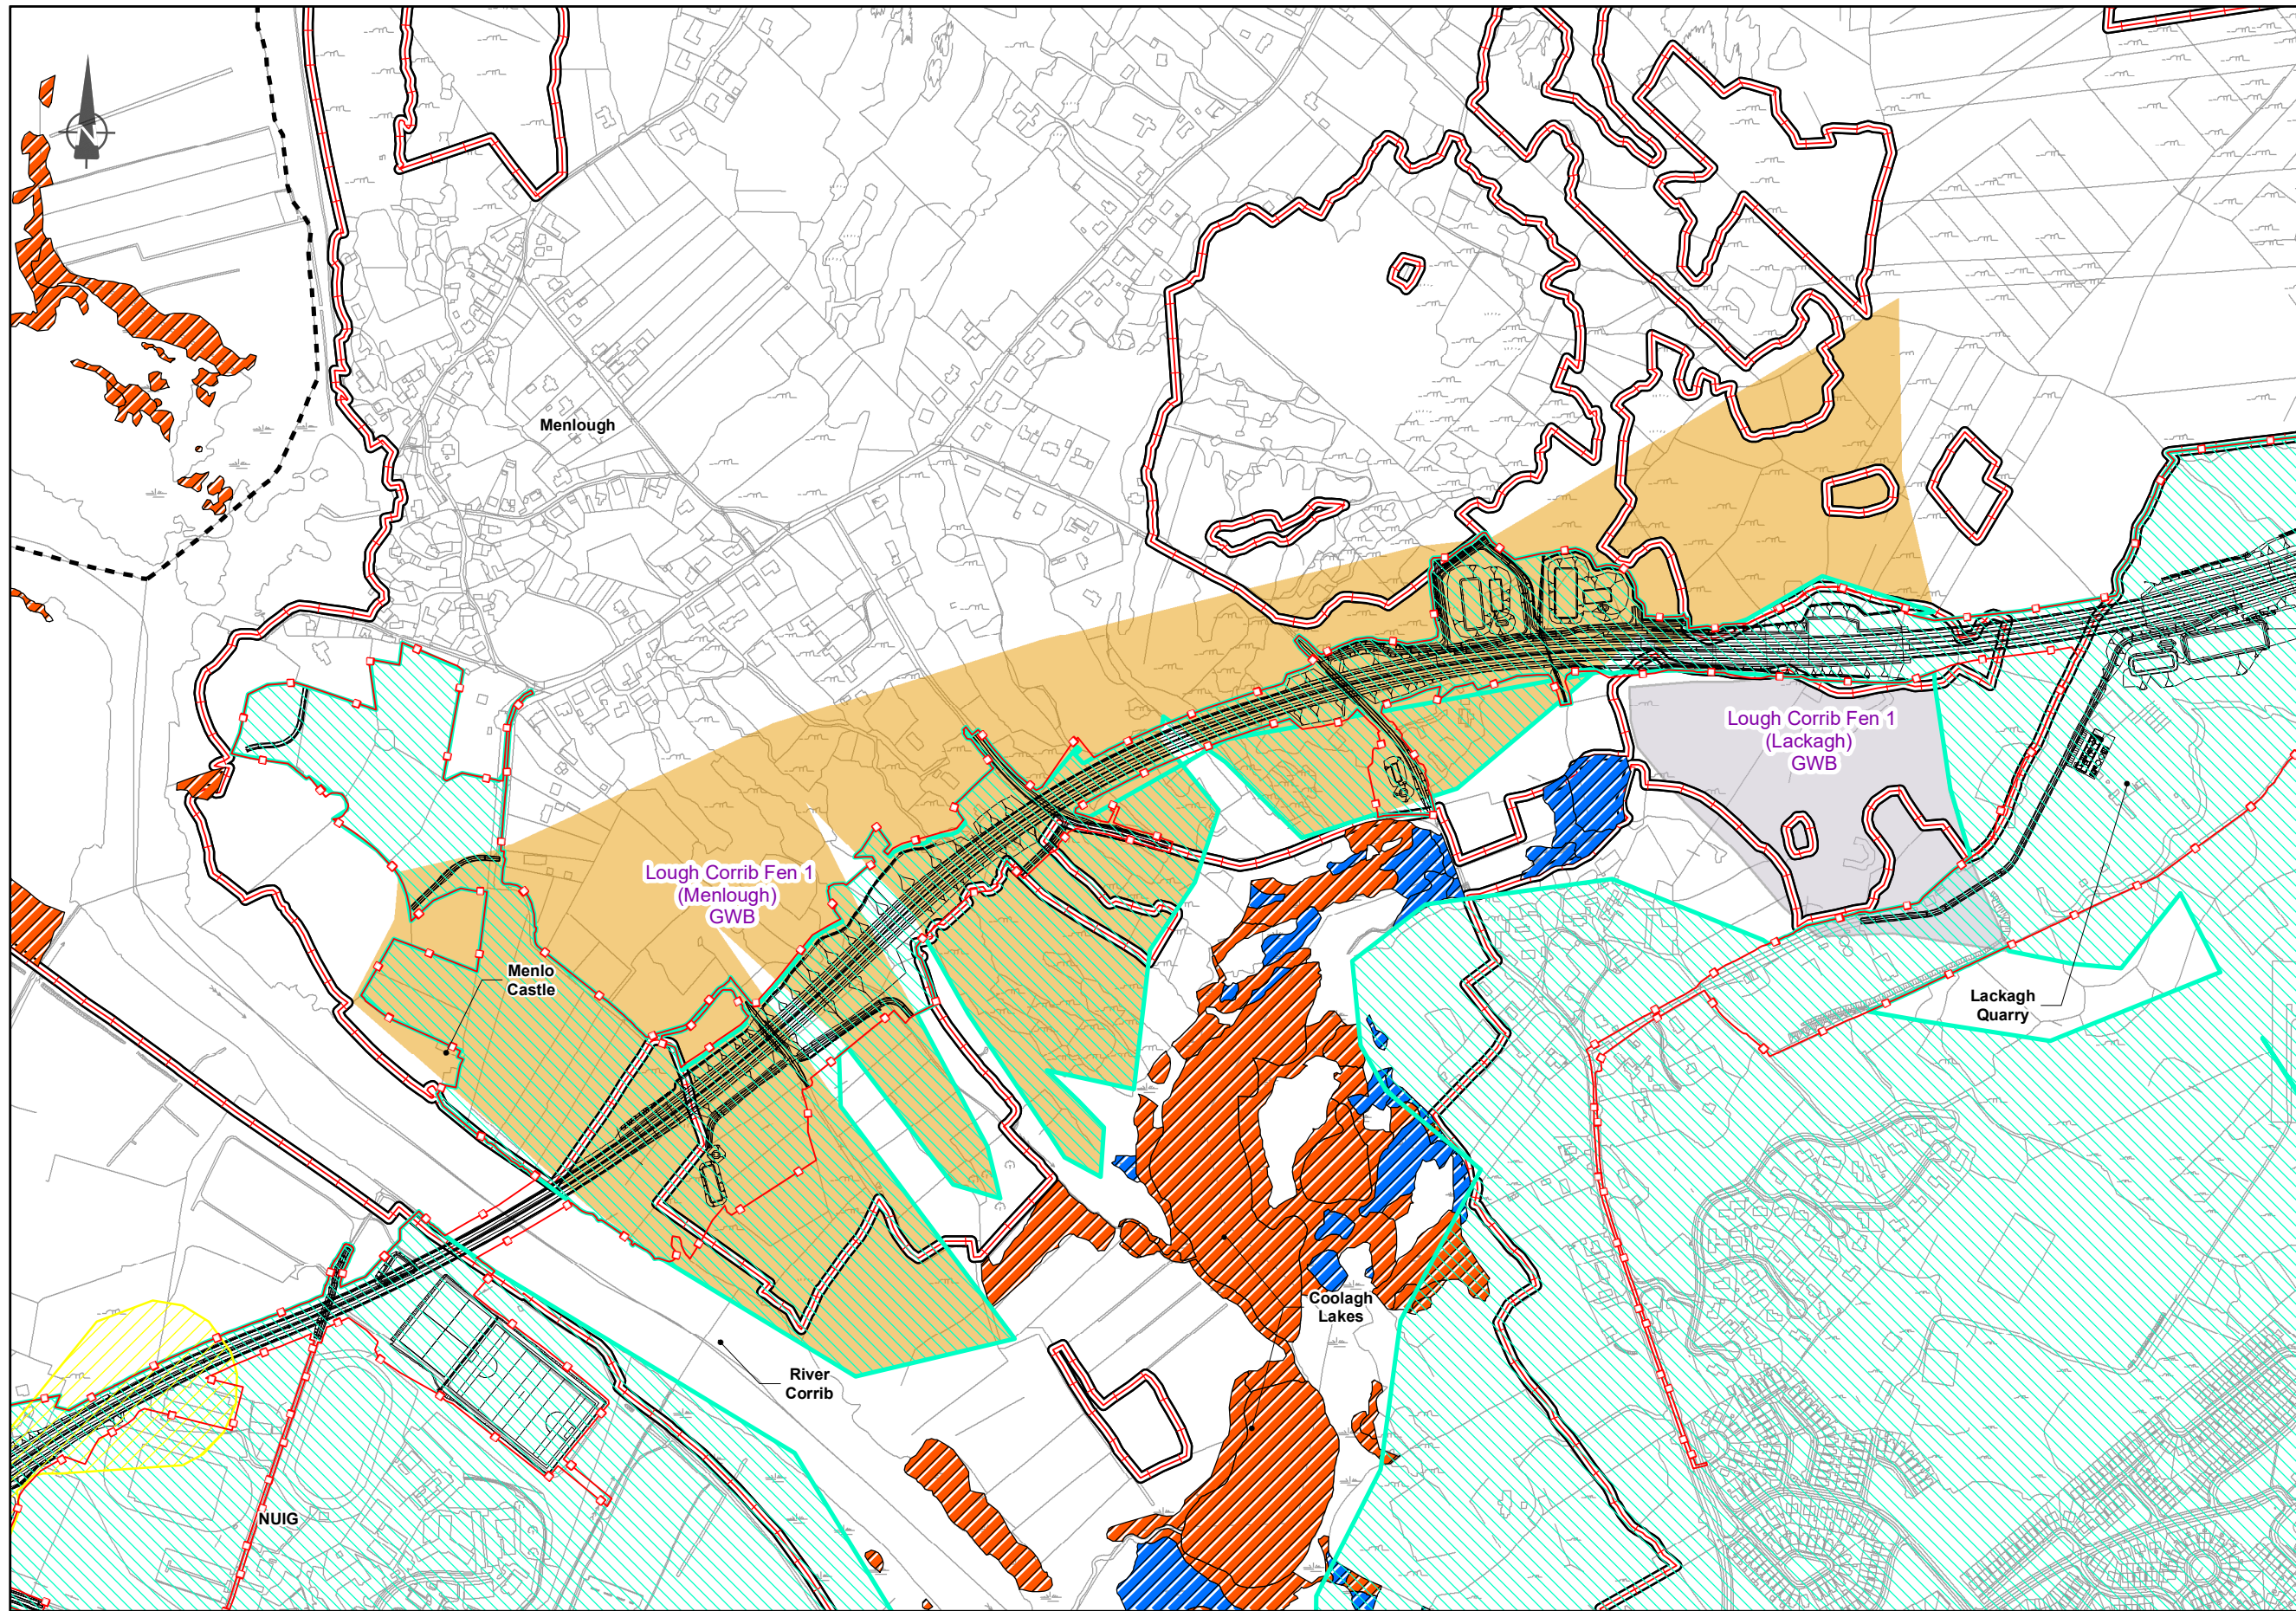 N
Menlough
Lough Corrib Fen 1
(Lackagh)
GWB
Lough Corrib Fen 1
(Menlough)
GWB
Menlo
Castle
Lackagh
Quarry
Coolagh
Lakes
River
Corrib
NUIG